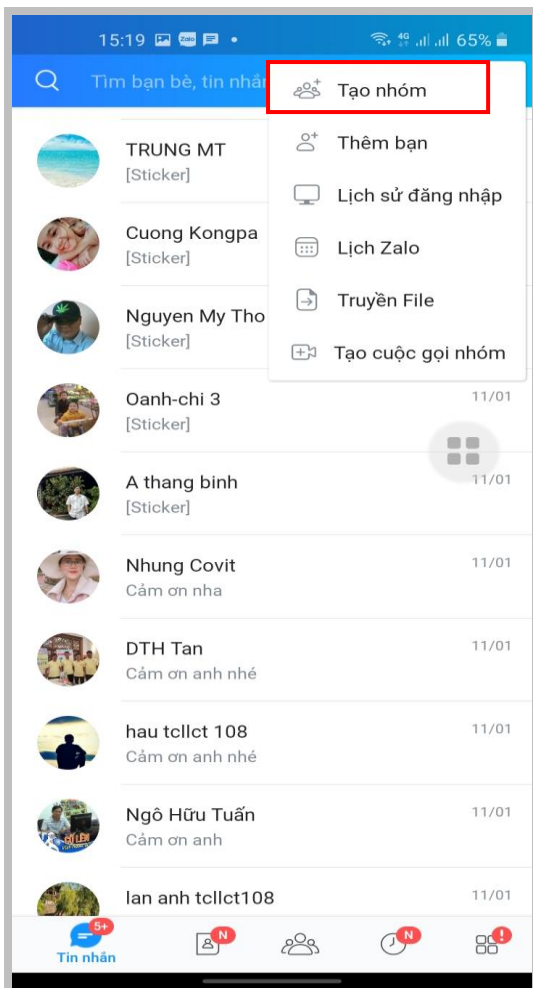 15:19 Zalo 4G 65%
Tìm bạn bè, tin nhắn
Tạo nhóm
Thêm bạn
Lịch sử đăng nhập
Lịch Zalo
Truyền File
Tạo cuộc gọi nhóm
TRUNG MT
[Sticker]
Cuong Kongpa
[Sticker]
Nguyen My Tho
[Sticker]
Oanh-chi 3 11/01
[Sticker]
A thang binh 11/01
[Sticker]
Nhung Covit 11/01
Cảm ơn nha
DTH Tan 11/01
Cảm ơn anh nhé
hau tcllct 108 11/01
Cảm ơn anh nhé
Ngô Hữu Tuấn 11/01
Cảm ơn anh
lan anh tcllct108 11/01
5+ N N !
Tin nhắn